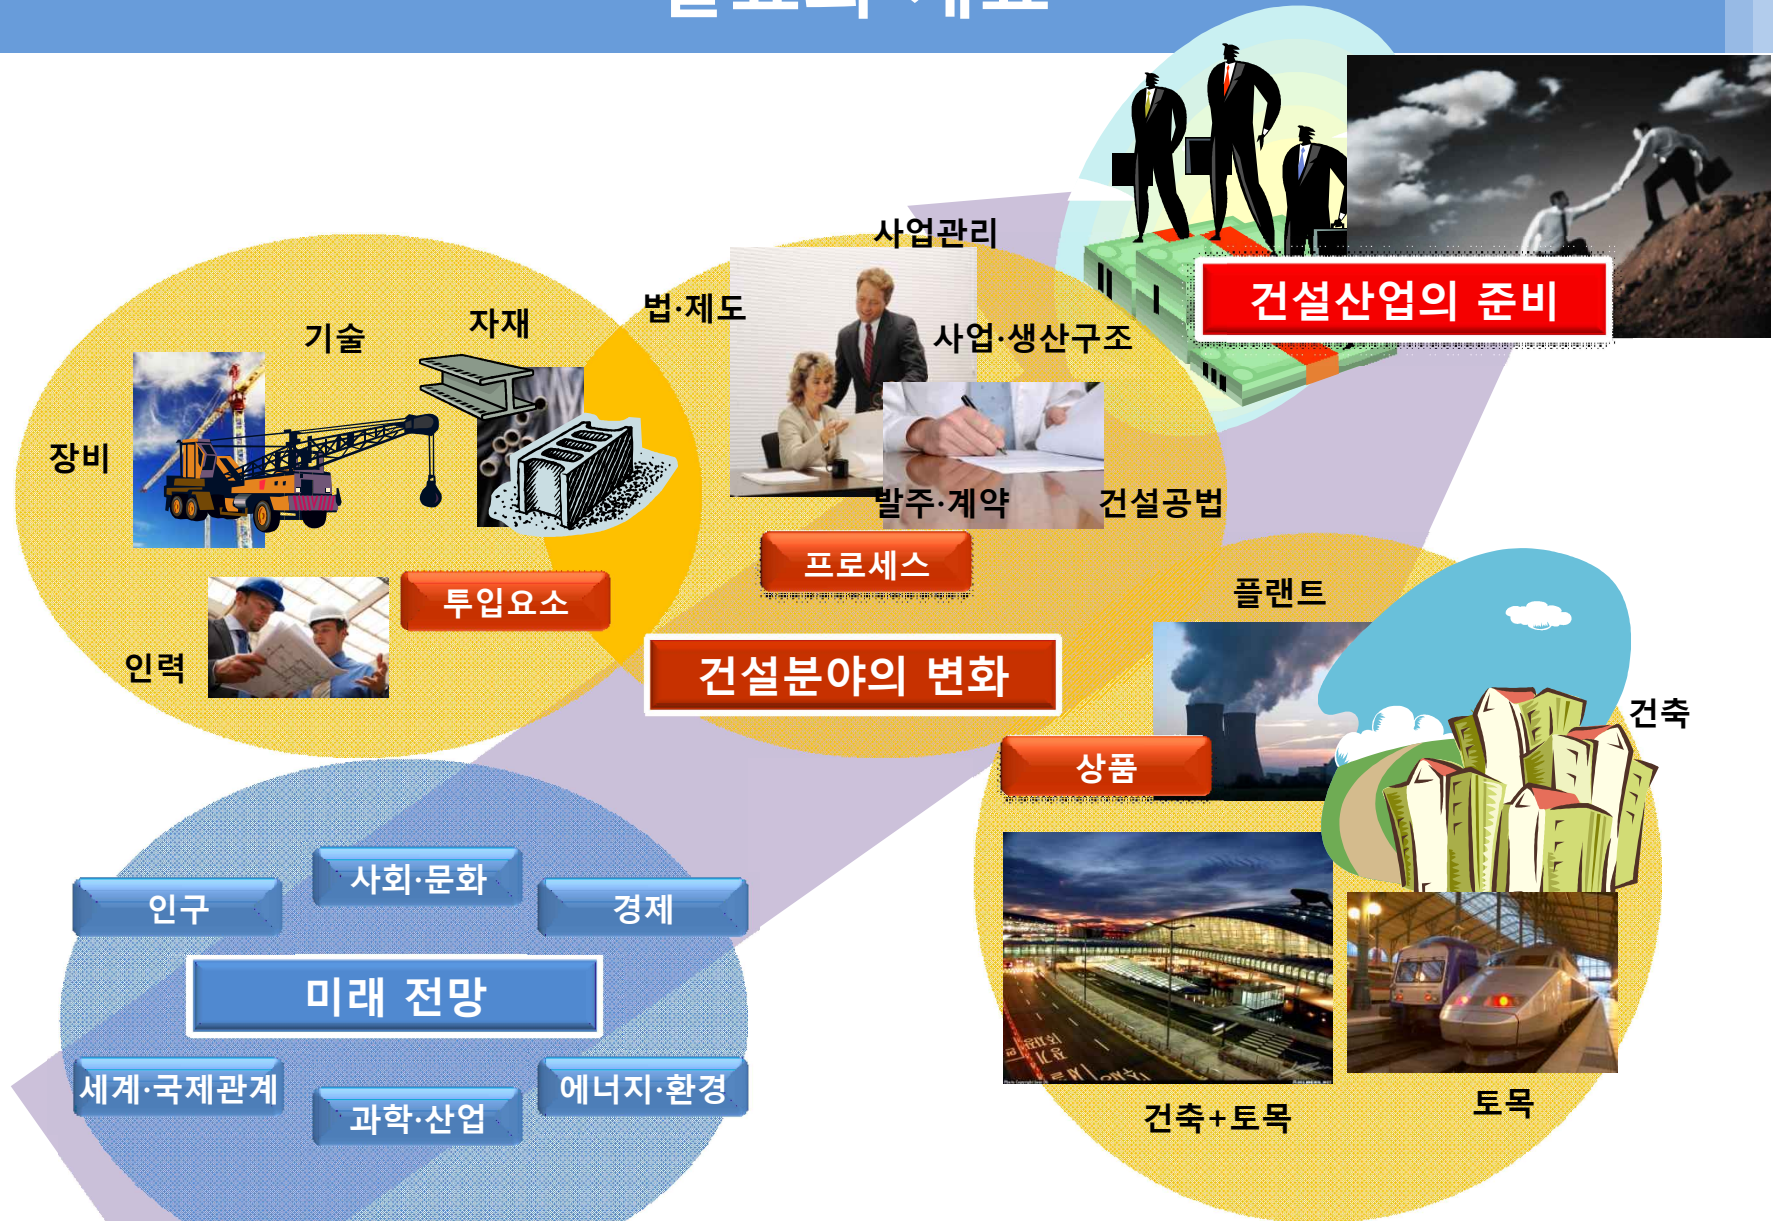 사업관리
법·제도
건설산업의 준비
기술
자재
사업·생산구조
장비
발주·계약
건설공법
프로세스
투입요소
플랜트
인력
건설분야의 변화
건축
상품
사회·문화
인구
경제
미래 전망
세계·국제관계
과학·산업
에너지·환경
건축+토목
토목